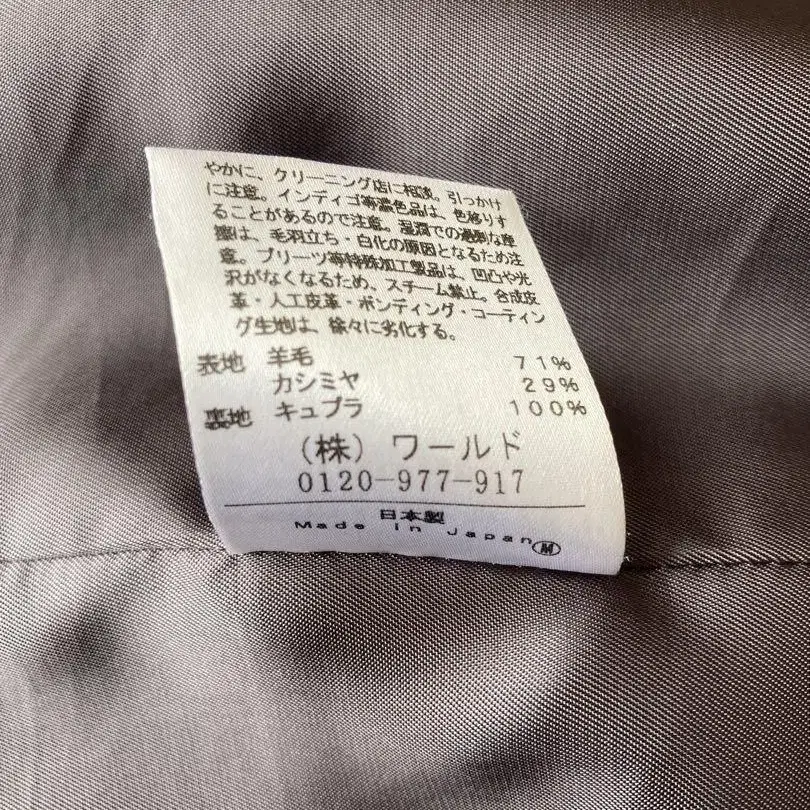 やかに、クリーニング店に相談。引っかけ
に注意。インディゴ等濃色品は、色移りす
ることがあるので注意。湿潤での過剰な摩
擦は、毛羽立ち・白化の原因となるため注
意。プリーツ等特殊加工製品は、凹凸や光
沢がなくなるため、スチーム禁止。合成皮
革・人工皮革・ボンディング・コーティン
グ生地は、徐々に劣化する。
表地 羊毛 71%
カシミヤ 29%
裏地 キュプラ 100%
(株) ワールド
0120-977-917
日本製
Made in Japan M